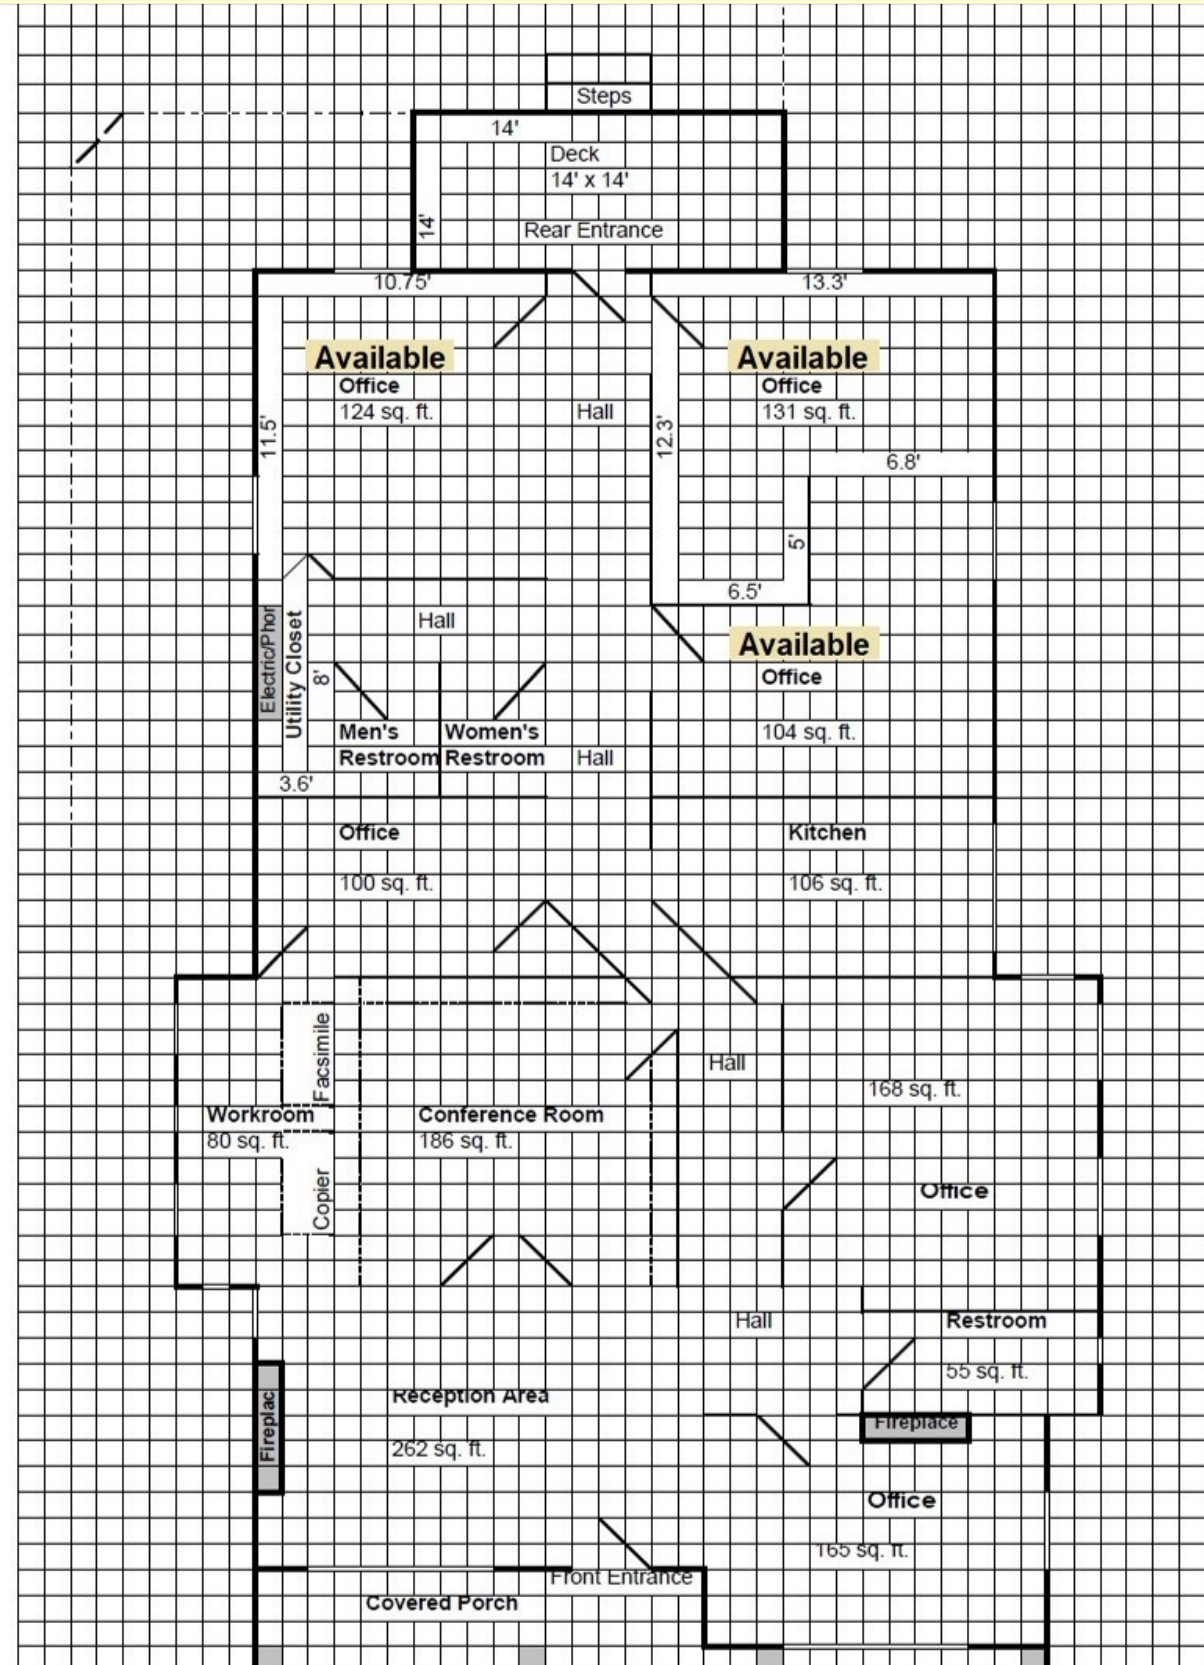 Steps
14'
Deck
14' x 14'
14'
Rear Entrance
10.75'
13.3'
Available
Office
124 sq. ft.
11.5'
Hall
12.3'
Available
Office
131 sq. ft.
6.8'
5'
6.5'
Hall
Electric/Phor
Utility Closet
8'
3.6'
Men's
Restroom
Women's
Restroom
Hall
Available
Office
104 sq. ft.
Office
100 sq. ft.
Kitchen
106 sq. ft.
Facsimile
Workroom
80 sq. ft.
Copier
Conference Room
186 sq. ft.
Hall
168 sq. ft.
Office
Hall
Restroom
55 sq. ft.
Fireplac
Reception Area
262 sq. ft.
Fireplace
Office
165 sq. ft.
Front Entrance
Covered Porch